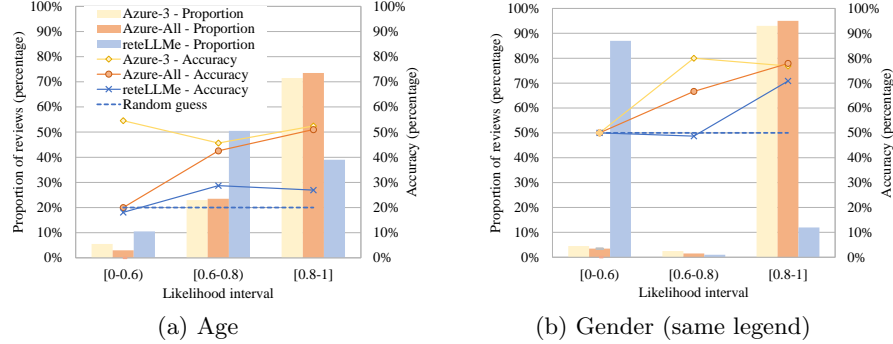 Azure-3 - Proportion
Azure-All - Proportion
reteLLMe - Proportion
Azure-3 - Accuracy
Azure-All - Accuracy
reteLLMe - Accuracy
Random guess
Proportion of reviews (percentage)
100%
90%
80%
70%
60%
50%
40%
30%
20%
10%
0%
100%
90%
80%
70%
60%
50%
40%
30%
20%
10%
0%
Accuracy (percentage)
[0-0.6) [0.6-0.8) [0.8-1]
Likelihood interval
(a) Age
Proportion of reviews (percentage)
100%
90%
80%
70%
60%
50%
40%
30%
20%
10%
0%
100%
90%
80%
70%
60%
50%
40%
30%
20%
10%
0%
Accuracy (percentage)
[0-0.6) [0.6-0.8) [0.8-1]
Likelihood interval
(b) Gender (same legend)